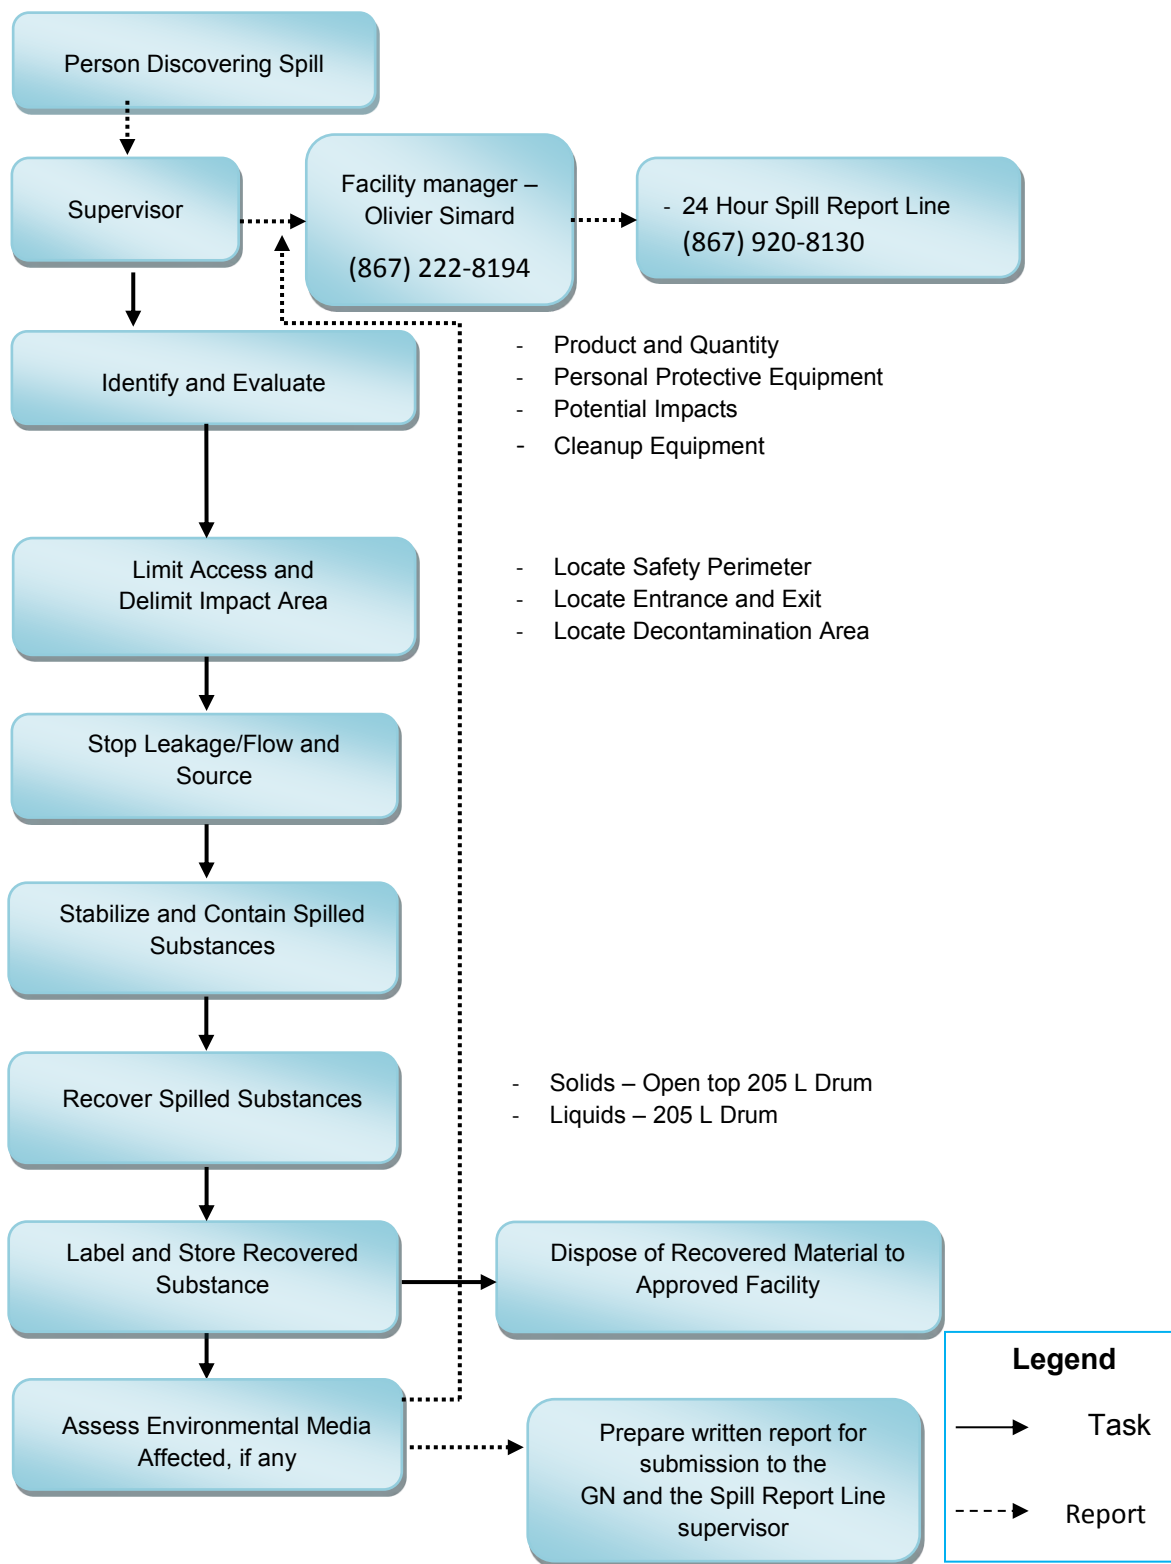 Person Discovering Spill
Supervisor
Facility manager –
Olivier Simard
(867) 222-8194
- 24 Hour Spill Report Line
(867) 920-8130
Identify and Evaluate
- Product and Quantity
- Personal Protective Equipment
- Potential Impacts
- Cleanup Equipment
Limit Access and
Delimit Impact Area
- Locate Safety Perimeter
- Locate Entrance and Exit
- Locate Decontamination Area
Stop Leakage/Flow and
Source
Stabilize and Contain Spilled
Substances
Recover Spilled Substances
- Solids – Open top 205 L Drum
- Liquids – 205 L Drum
Label and Store Recovered
Substance
Dispose of Recovered Material to
Approved Facility
Assess Environmental Media
Affected, if any
Prepare written report for
submission to the
GN and the Spill Report Line
supervisor
Legend
Task
Report